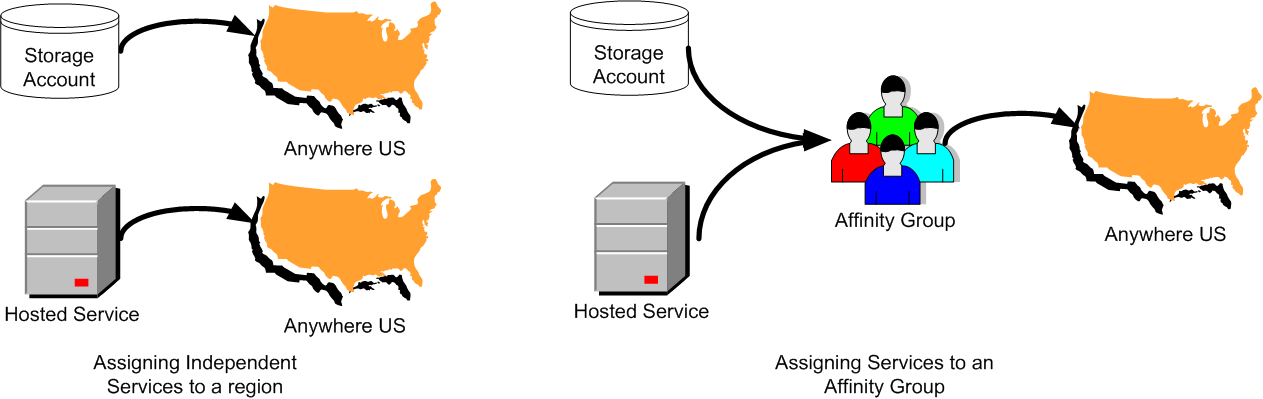 Storage
Account
Anywhere US
Hosted Service
Anywhere US
Assigning Independent
Services to a region
Storage
Account
Affinity Group
Anywhere US
Hosted Service
Assigning Services to an
Affinity Group